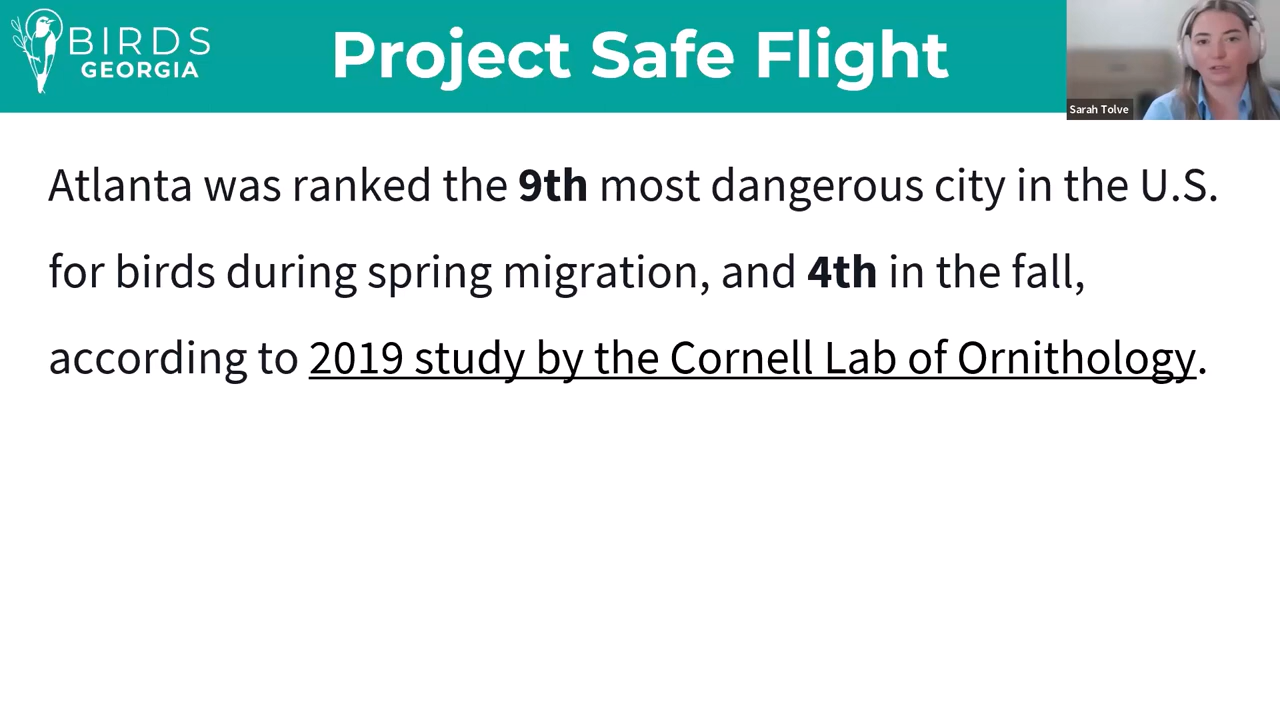 BIRDS
GEORGIA
Project Safe Flight
Sarah Tolve
Atlanta was ranked the 9th most dangerous city in the U.S.
for birds during spring migration, and 4th in the fall,
according to 2019 study by the Cornell Lab of Ornithology.